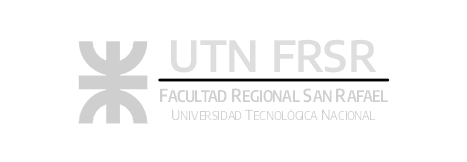 UTN FRSR
FACULTAD REGIONAL SAN RAFAEL
UNIVERSIDAD TECNOLÓGICA NACIONAL